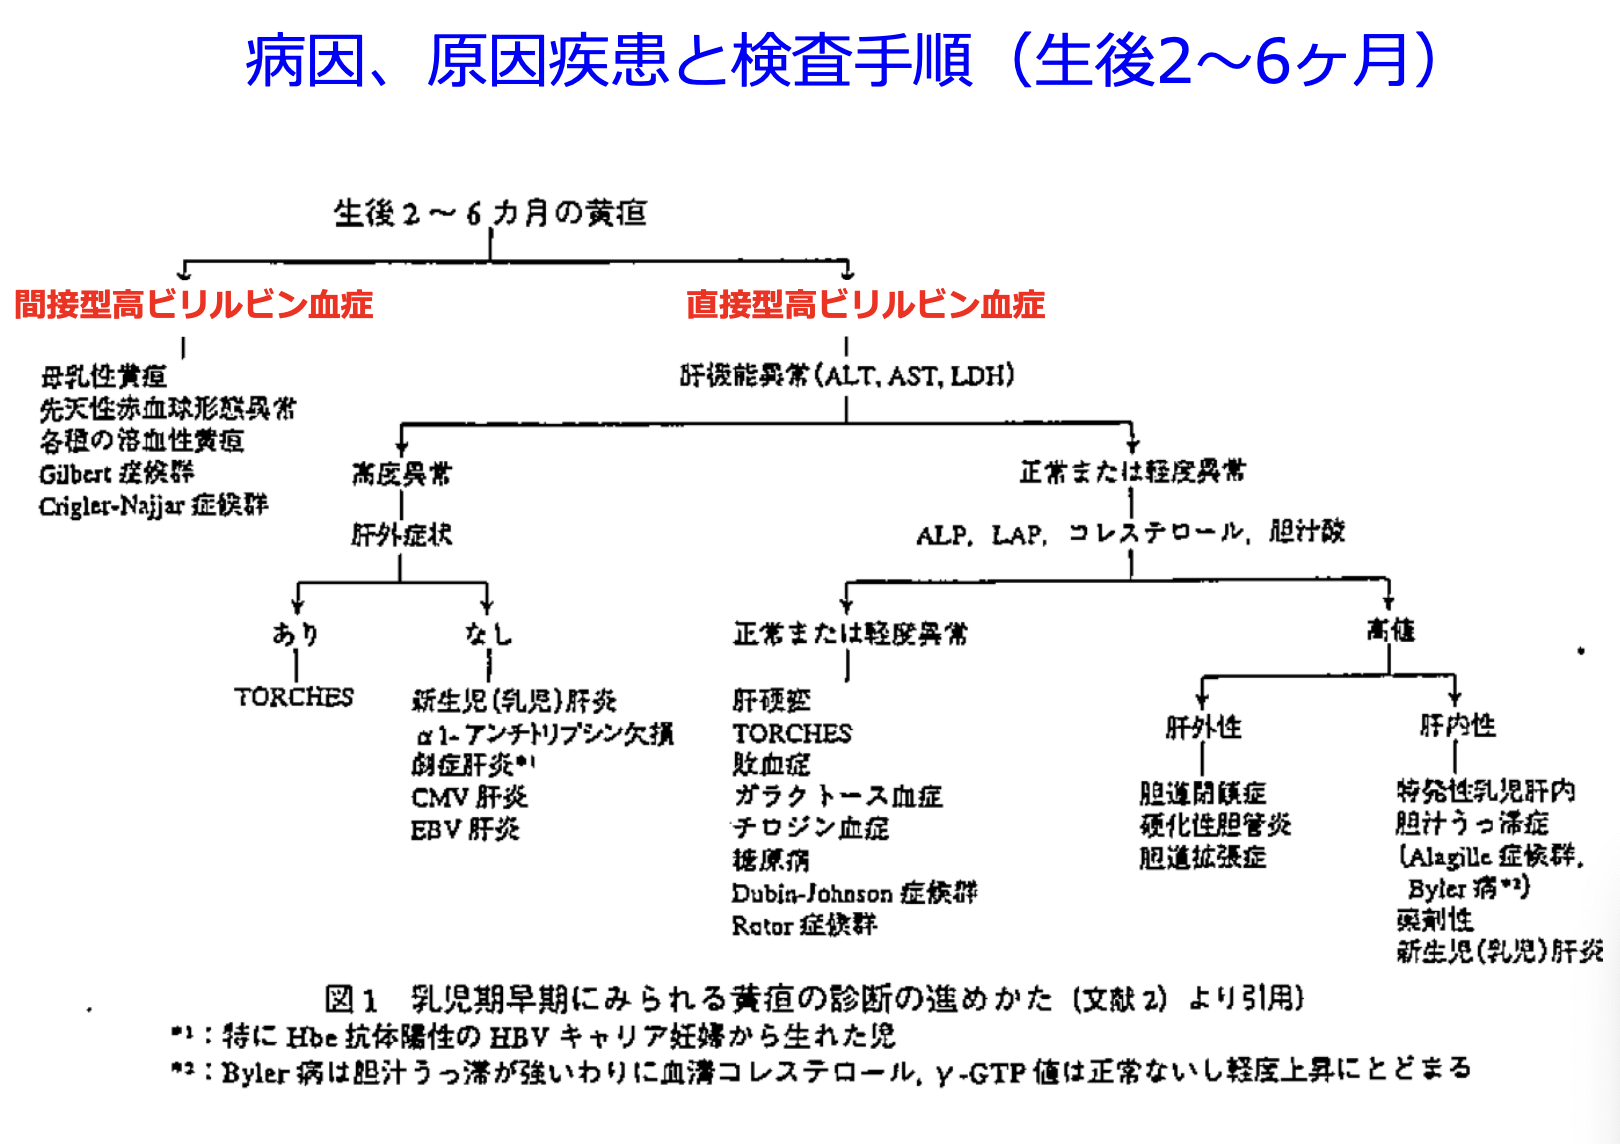 病因、原因疾患と検査手順（生後2〜6ヶ月）
生後2〜6カ月の黄疸
間接型高ビリルビン血症
直接型高ビリルビン血症
母乳性黄疸
先天性赤血球形態異常
各種の溶血性黄疸
Gilbert 症候群
Crigler-Najjar 症候群
肝機能異常(ALT, AST, LDH)
高度異常
正常または軽度異常
肝外症状
ALP, LAP, コレステロール, 胆汁酸
あり
なし
正常または軽度異常
高値
TORCHES
新生児(乳児)肝炎
α1-アンチトリプシン欠損
劇症肝炎*1
CMV 肝炎
EBV 肝炎
肝硬変
TORCHES
敗血症
ガラクトース血症
チロジン血症
糖原病
Dubin-Johnson 症候群
Rotor 症候群
肝外性
肝内性
胆道閉鎖症
硬化性胆管炎
胆道拡張症
特発性乳児肝内
胆汁うっ滞症
(Alagille 症候群,
Byler 病*2)
薬剤性
新生児(乳児)肝炎
図1 乳児期早期にみられる黄疸の診断の進めかた (文献2) より引用)
*1：特に Hbe 抗体陽性の HBV キャリア妊婦から生れた児
*2：Byler 病は胆汁うっ滞が強いわりに血清コレステロール, γ-GTP 値は正常ないし軽度上昇にとどまる